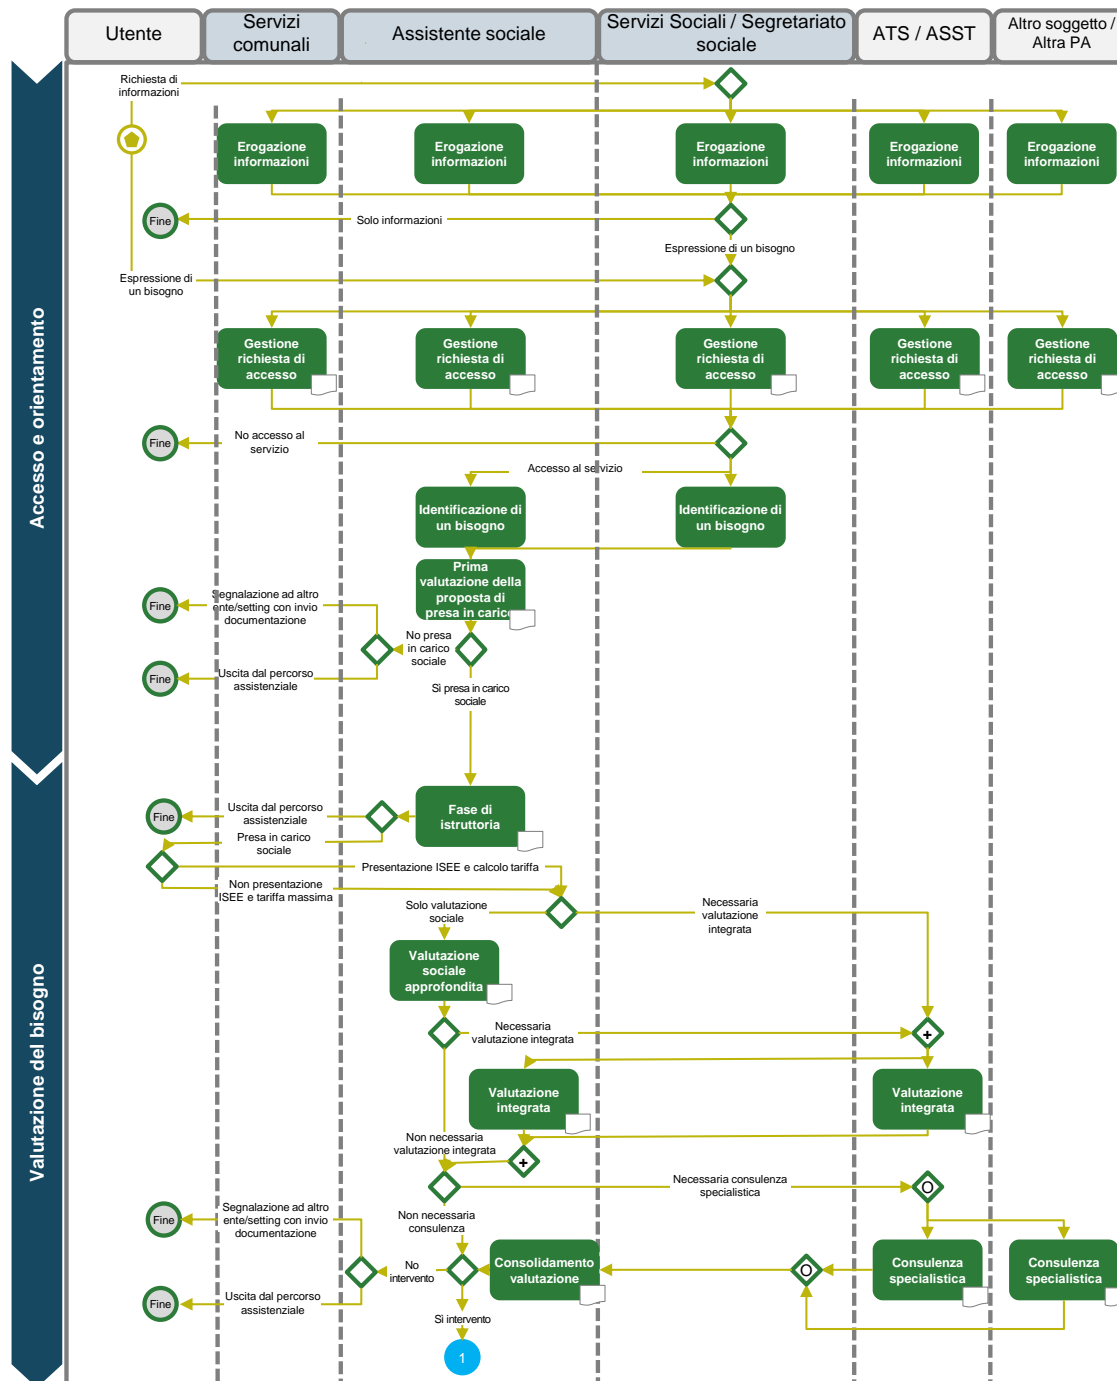 Utente
Servizi
comunali
Assistente sociale
Servizi Sociali / Segretariato
sociale
ATS / ASST
Altro soggetto /
Altra PA
Accesso e orientamento
Richiesta di
informazioni
Erogazione
informazioni
Erogazione
informazioni
Erogazione
informazioni
Erogazione
informazioni
Erogazione
informazioni
Fine
Solo informazioni
Espressione di un bisogno
Espressione di
un bisogno
Gestione
richiesta di
accesso
Gestione
richiesta di
accesso
Gestione
richiesta di
accesso
Gestione
richiesta di
accesso
Gestione
richiesta di
accesso
Fine
No accesso al
servizio
Accesso al servizio
Identificazione di
un bisogno
Identificazione di
un bisogno
Prima
valutazione della
proposta di
presa in carico
Fine
Segnalazione ad altro
ente/setting con invio
documentazione
No presa
in carico
sociale
Fine
Uscita dal percorso
assistenziale
Sì presa in carico
sociale
Valutazione del bisogno
Fine
Uscita dal percorso
assistenziale
Fase di
istruttoria
Presa in carico
sociale
Presentazione ISEE e calcolo tariffa
Non presentazione
ISEE e tariffa massima
Solo valutazione
sociale
Necessaria
valutazione
integrata
Valutazione
sociale
approfondita
Necessaria
valutazione integrata
+
Valutazione
integrata
Valutazione
integrata
Non necessaria
valutazione integrata
+
Necessaria consulenza
specialistica
O
Fine
Segnalazione ad altro
ente/setting con invio
documentazione
Non necessaria
consulenza
No
intervento
Consolidamento
valutazione
O
Consulenza
specialistica
Consulenza
specialistica
Fine
Uscita dal percorso
assistenziale
Sì intervento
1